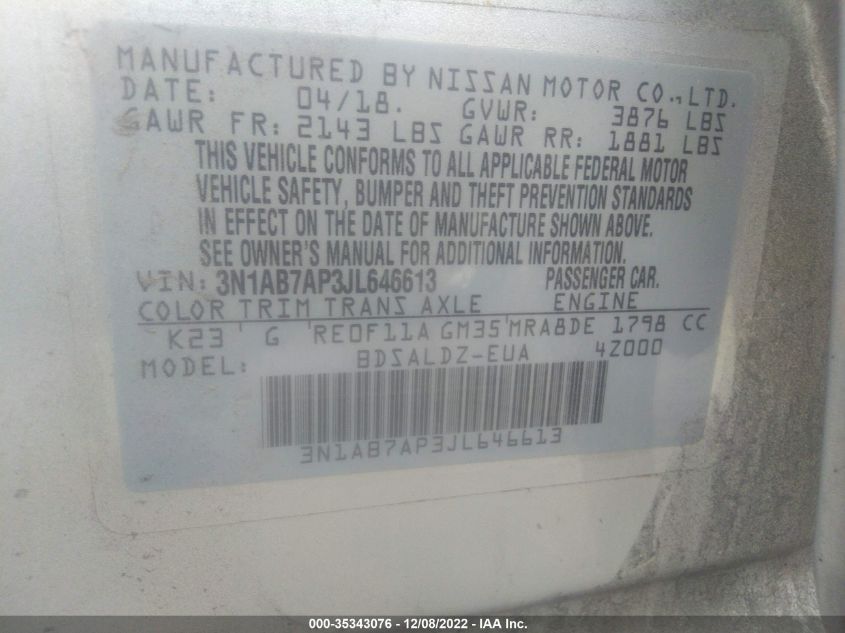 MANUFACTURED BY NISSAN MOTOR CO., LTD.
DATE: 04/18. GVWR: 3876 LBS
GAWR FR: 2143 LBS GAWR RR: 1881 LBS
THIS VEHICLE CONFORMS TO ALL APPLICABLE FEDERAL MOTOR
VEHICLE SAFETY, BUMPER AND THEFT PREVENTION STANDARDS
IN EFFECT ON THE DATE OF MANUFACTURE SHOWN ABOVE.
SEE OWNER'S MANUAL FOR ADDITIONAL INFORMATION.
VIN: 3N1AB7AP3JL646613 PASSENGER CAR.
COLOR TRIM TRANS AXLE ENGINE
K23 G RE0F11A GM35 MRA8DE 1798 CC
MODEL: BDSALDZ-EUA 4Z000
3N1AB7AP3JL646613
000-35343076 - 12/08/2022 - IAA Inc.